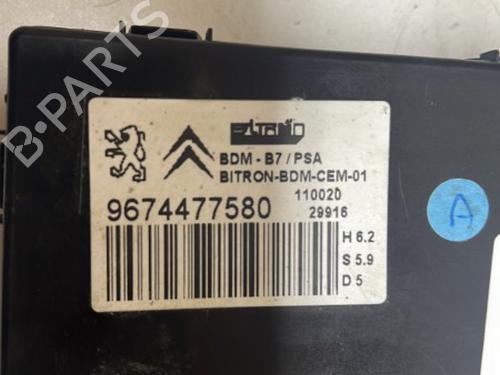 BITRON
BDM - B7 / PSA
BITRON-BDM-CEM-01
110020
9674477580
29916
H 6.2
S 5.9
D 5
A
B-PARTS